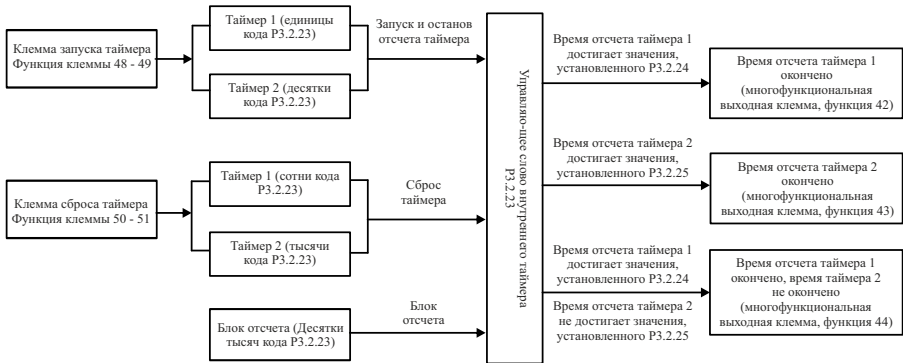 Клемма запуска таймера
Функция клеммы 48 - 49
Таймер 1 (единицы
кода P3.2.23)
Таймер 2 (десятки
кода P3.2.23)
Запуск и останов
отсчета таймера
Клемма сброса таймера
Функция клеммы 50 - 51
Таймер 1 (сотни кода
P3.2.23)
Таймер 2 (тысячи
кода P3.2.23)
Сброс
таймера
Блок отсчета (Десятки
тысяч кода P3.2.23)
Блок
отсчета
Управляю-щее слово внутреннего таймера
P3.2.23
Время отсчета таймера 1
достигает значения,
установленного P3.2.24
Время отсчета таймера 1
окончено
(многофункциональная
выходная клемма, функция 42)
Время отсчета таймера 2
достигает значения,
установленного P3.2.25
Время отсчета таймера 2
окончено
(многофункциональная
выходная клемма, функция 43)
Время отсчета таймера 1
достигает значения,
установленного P3.2.24
Время отсчета таймера 2
не достигает значения,
установленного P3.2.25
Время отсчета таймера 1
окончено, время таймера 2
не окончено
(многофункциональная
выходная клемма, функция 44)